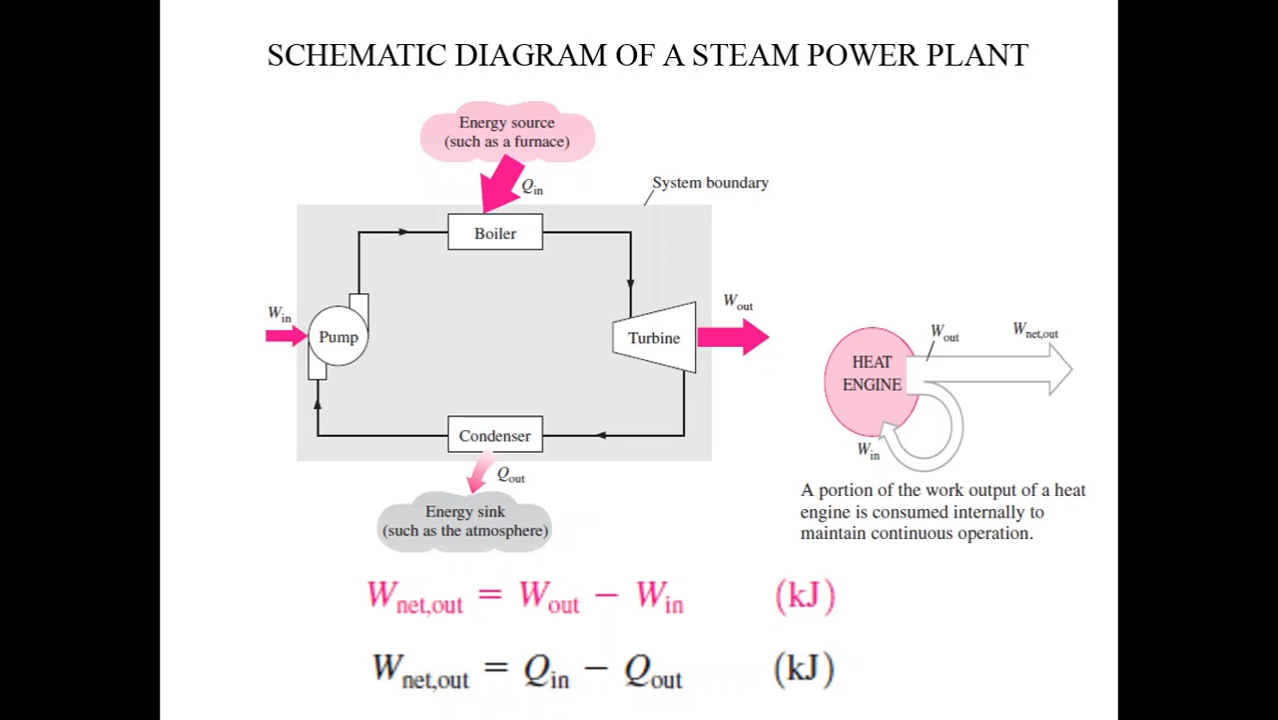 SCHEMATIC DIAGRAM OF A STEAM POWER PLANT
Energy source
(such as a furnace)
Qin
System boundary
Boiler
Win
Pump
Turbine
Wout
Condenser
Qout
Energy sink
(such as the atmosphere)
HEAT
ENGINE
Wout
Wnet,out
Win
A portion of the work output of a heat
engine is consumed internally to
maintain continuous operation.
Wnet,out = Wout − Win (kJ)
Wnet,out = Qin − Qout (kJ)